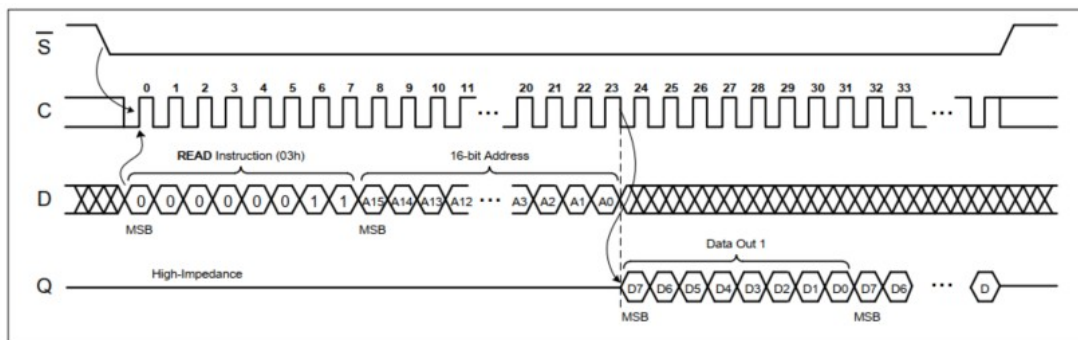 S
0 1 2 3 4 5 6 7 8 9 10 11 ... 20 21 22 23 24 25 26 27 28 29 30 31 32 33
C ... ...
READ Instruction (03h) 16-bit Address
D 0 0 0 0 0 0 1 1 A15 A14 A13 A12 ... A3 A2 A1 A0
MSB MSB
Data Out 1
High-Impedance
Q D7 D6 D5 D4 D3 D2 D1 D0 D7 D6 ... D
MSB MSB